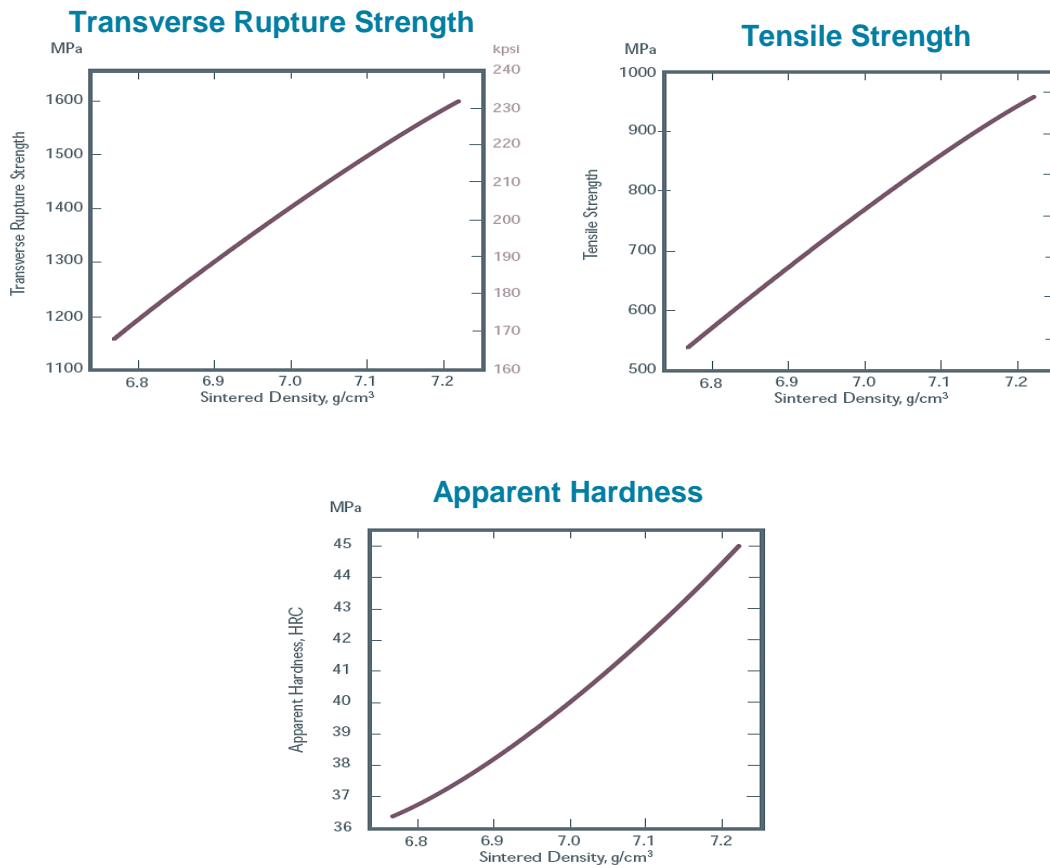 Transverse Rupture Strength
MPa
kpsi
Transverse Rupture Strength
1600
1500
1400
1300
1200
1100
240
230
220
210
200
190
180
170
160
6.8 6.9 7.0 7.1 7.2
Sintered Density, g/cm³
Tensile Strength
MPa
Tensile Strength
1000
900
800
700
600
500
6.8 6.9 7.0 7.1 7.2
Sintered Density, g/cm³
Apparent Hardness
MPa
Apparent Hardness, HRC
45
44
43
42
41
40
39
38
37
36
6.8 6.9 7.0 7.1 7.2
Sintered Density, g/cm³